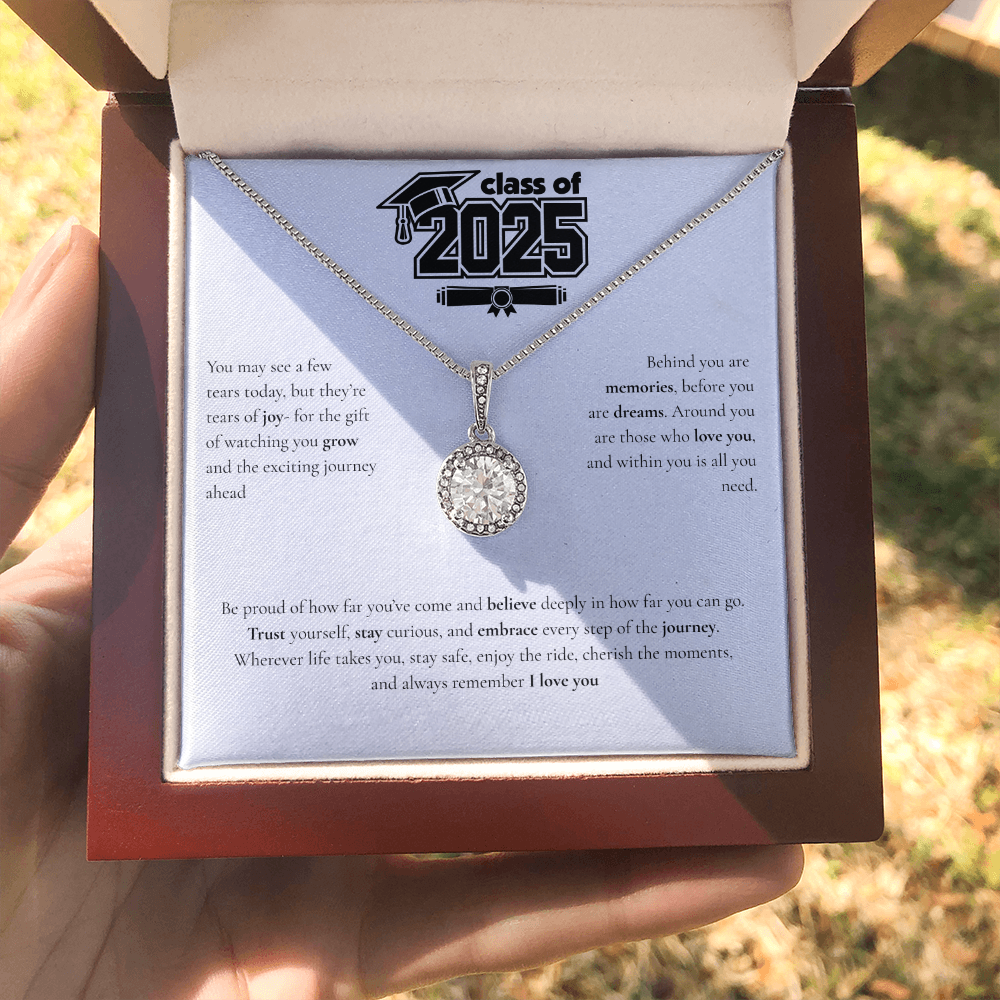 class of
2025
You may see a few
tears today, but they're
tears of joy- for the gift
of watching you grow
and the exciting journey
ahead
Behind you are
memories, before you
are dreams. Around you
are those who love you,
and within you is all you
need.
Be proud of how far you've come and believe deeply in how far you can go.
Trust yourself, stay curious, and embrace every step of the journey.
Wherever life takes you, stay safe, enjoy the ride, cherish the moments,
and always remember I love you